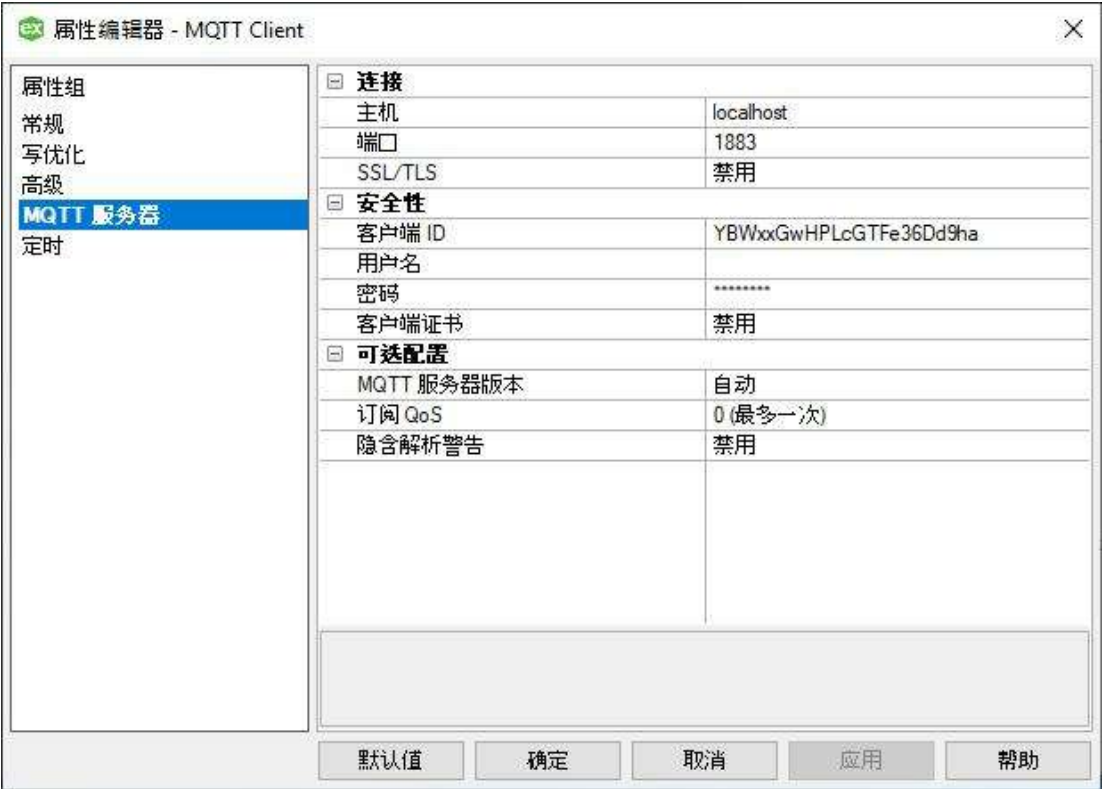 ex 属性编辑器 - MQTT Client
属性组
常规
写优化
高级
MQTT 服务器
定时
连接
主机 localhost
端口 1883
SSL/TLS 禁用
安全性
客户端 ID YBWxxGwHPLcGTFe36Dd9ha
用户名
密码 ********
客户端证书 禁用
可选配置
MQTT 服务器版本 自动
订阅 QoS 0 (最多一次)
隐含解析警告 禁用
默认值 确定 取消 应用 帮助